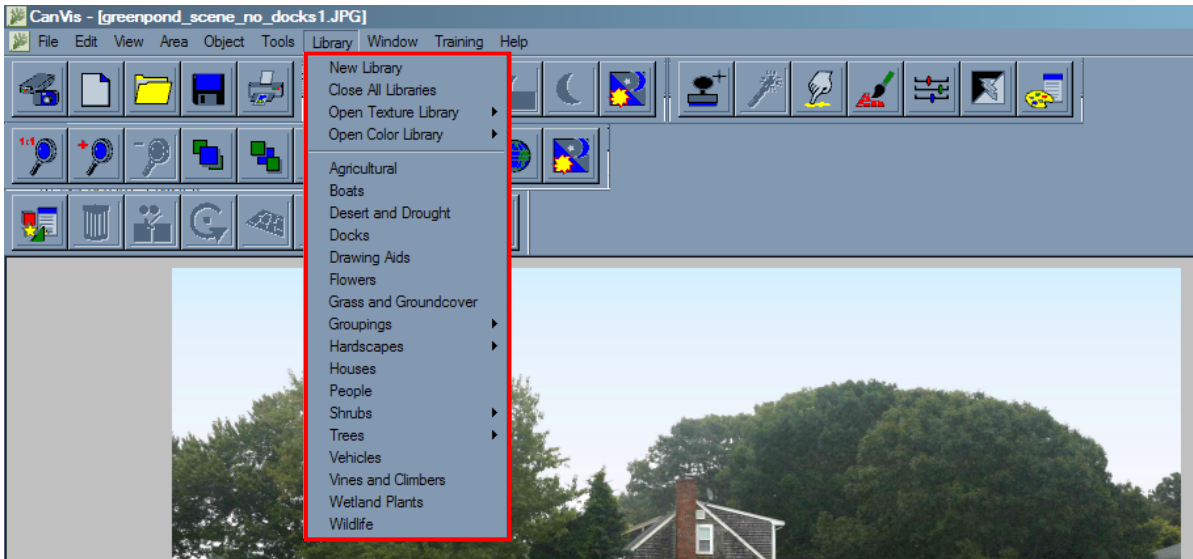 CanVis - [greenpond_scene_no_docks1.JPG]
File Edit View Area Object Tools Library Window Training Help
New Library
Close All Libraries
Open Texture Library
Open Color Library
1:1
Agricultural
Boats
Desert and Drought
Docks
Drawing Aids
Flowers
Grass and Groundcover
Groupings
Hardscapes
Houses
People
Shrubs
Trees
Vehicles
Vines and Climbers
Wetland Plants
Wildlife